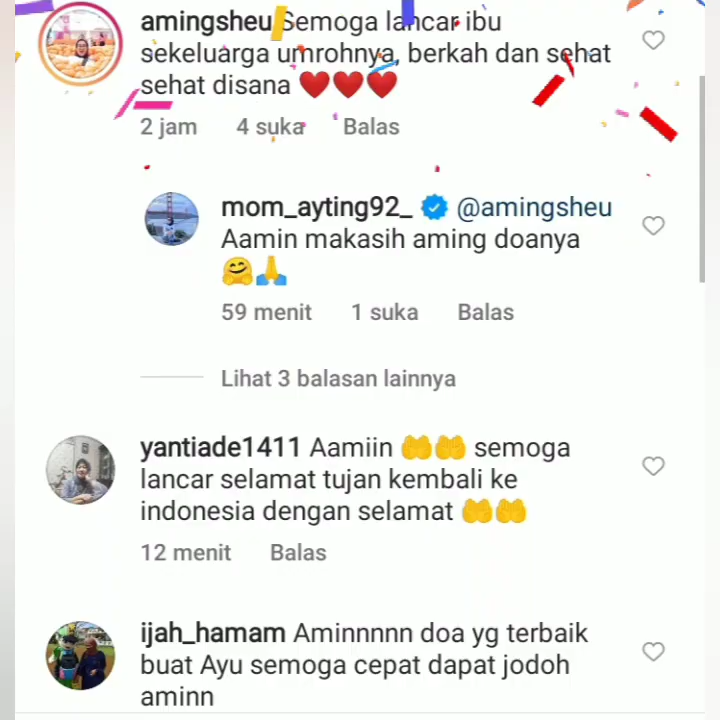 amingsheu Semoga lancar ibu
sekeluarga umrohnya, berkah dan sehat
sehat disana ❤️❤️❤️
2 jam 4 suka Balas
mom_ayting92_ @amingsheu
Aamin makasih aming doanya
🤗🙏
59 menit 1 suka Balas
Lihat 3 balasan lainnya
yantiade1411 Aamiin 🤲🤲 semoga
lancar selamat tujan kembali ke
indonesia dengan selamat 🤲🤲
12 menit Balas
ijah_hamam Aminnnnn doa yg terbaik
buat Ayu semoga cepat dapat jodoh
aminn